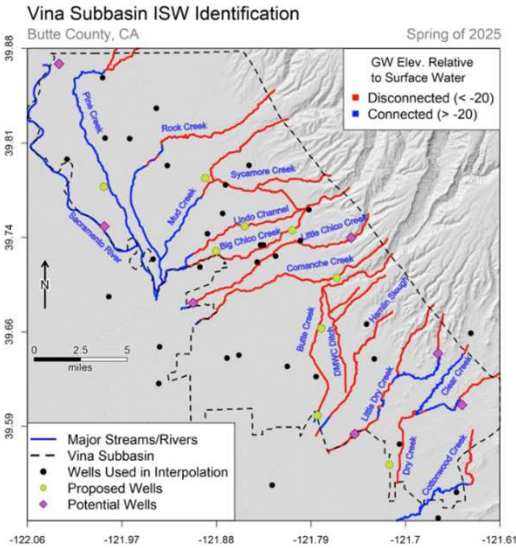 Vina Subbasin ISW Identification
Butte County, CA
Spring of 2025
39.88
39.81
39.74
39.66
39.59
GW Elev. Relative
to Surface Water
Disconnected (< -20)
Connected (> -20)
Pine Creek
Rock Creek
Sycamore Creek
Mud Creek
Lindo Channel
Little Chico Creek
Big Chico Creek
Sacramento River
Comanche Creek
N
0 2.5 5
miles
Butte Creek
DMWC Ditch
Hamlin Slough
Little Dry Creek
Clear Creek
Dry Creek
Cottonwood Creek
Major Streams/Rivers
Vina Subbasin
Wells Used in Interpolation
Proposed Wells
Potential Wells
-122.06 -121.97 -121.88 -121.79 -121.7 -121.61